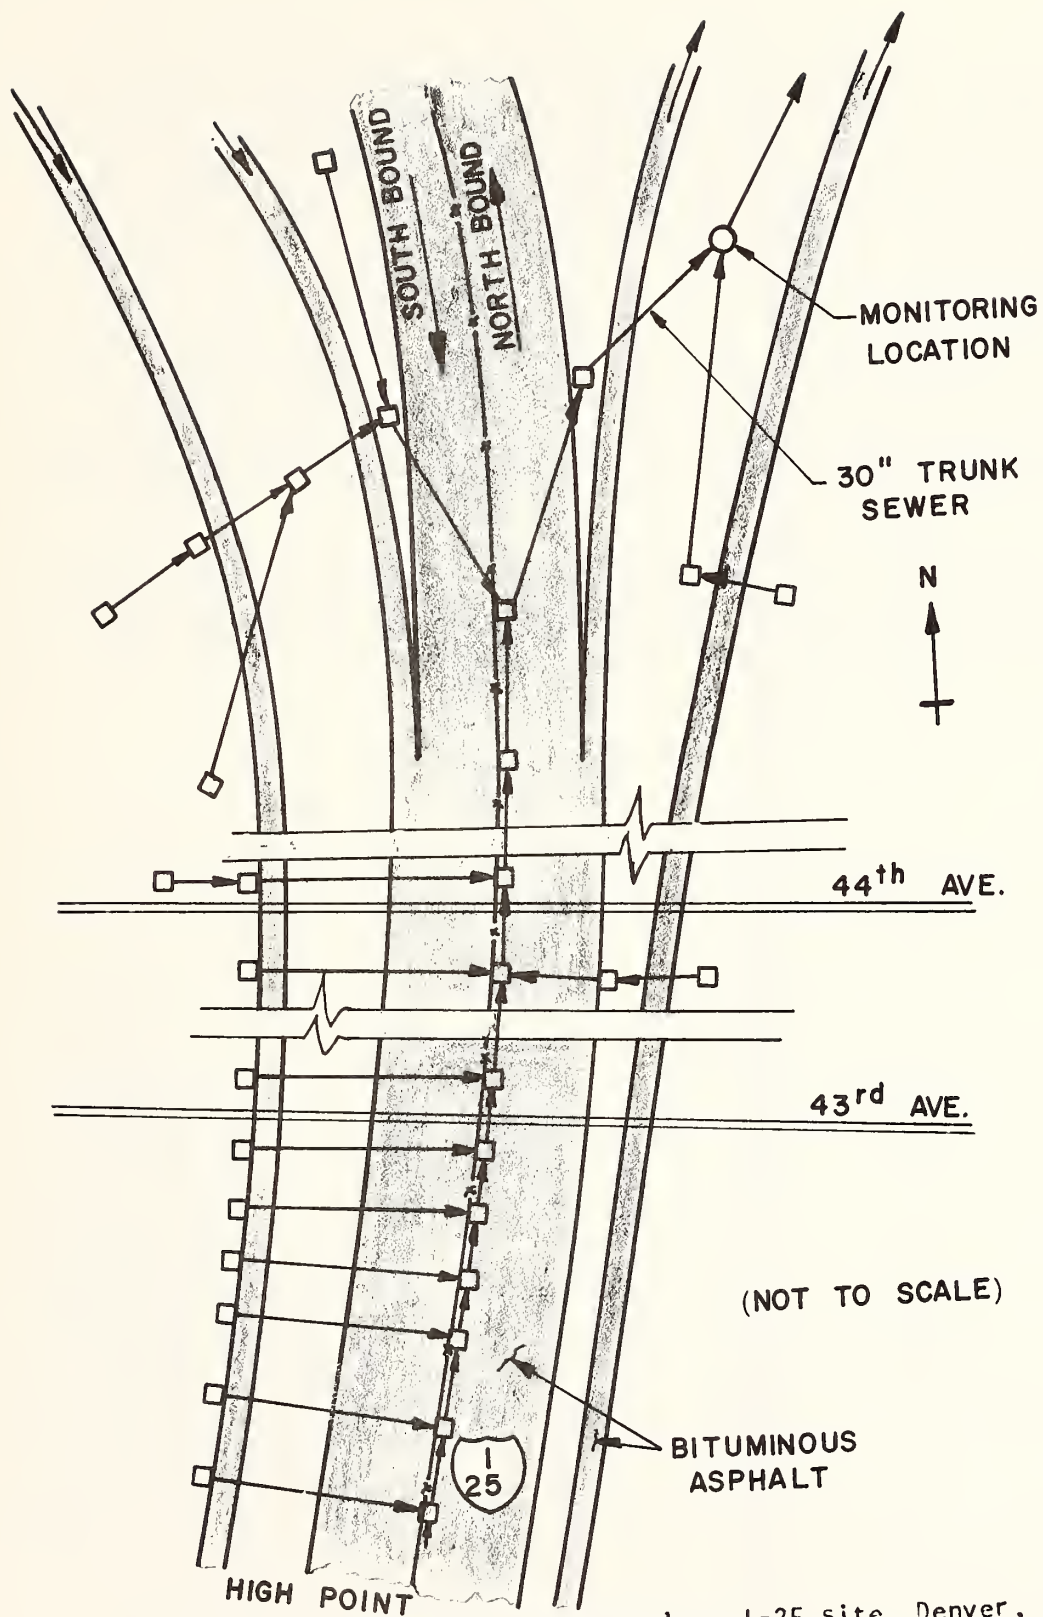 SOUTH BOUND
NORTH BOUND
MONITORING
LOCATION
30" TRUNK
SEWER
N
44th AVE.
43rd AVE.
(NOT TO SCALE)
BITUMINOUS
ASPHALT
I
25
HIGH POINT
I-25 site, Denver,